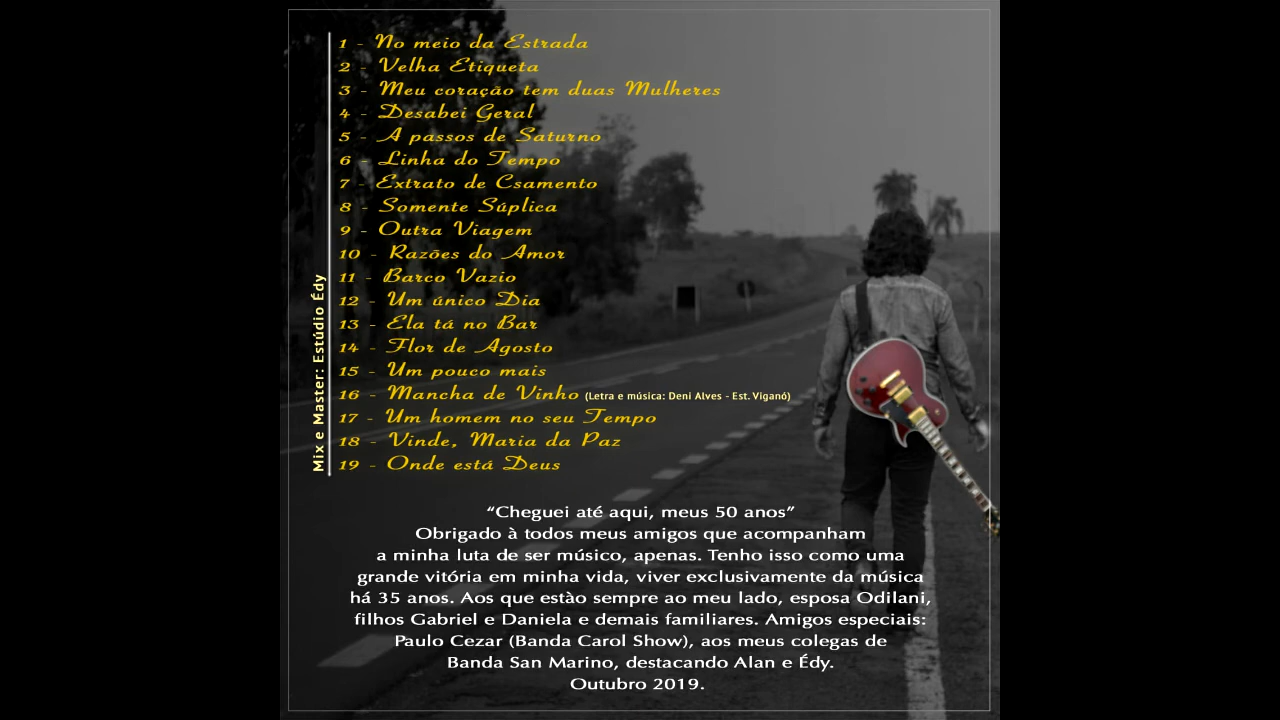 1 - No meio da Estrada
2 - Velha Etiqueta
3 - Meu coração tem duas Mulheres
4 - Desabei Geral
5 - A passos de Saturno
6 - Linha do Tempo
7 - Extrato de Csamento
8 - Somente Súplica
9 - Outra Viagem
10 - Razões do Amor
11 - Barco Vazio
12 - Um único Dia
13 - Ela tá no Bar
14 - Flor de Agosto
15 - Um pouco mais
16 - Mancha de Vinho (Letra e música: Deni Alves - Est. Viganó)
17 - Um homem no seu Tempo
18 - Vinde, Maria da Paz
19 - Onde está Deus
Mix e Master: Estúdio Édy
“Cheguei até aqui, meus 50 anos”
Obrigado à todos meus amigos que acompanham
a minha luta de ser músico, apenas. Tenho isso como uma
grande vitória em minha vida, viver exclusivamente da música
há 35 anos. Aos que estào sempre ao meu lado, esposa Odilani,
filhos Gabriel e Daniela e demais familiares. Amigos especiais:
Paulo Cezar (Banda Carol Show), aos meus colegas de
Banda San Marino, destacando Alan e Édy.
Outubro 2019.